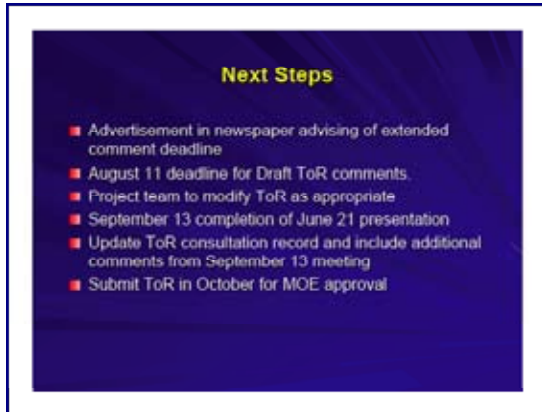 Next Steps
Advertisement in newspaper advising of extended
comment deadline
August 11 deadline for Draft ToR comments.
Project team to modify ToR as appropriate
September 13 completion of June 21 presentation
Update ToR consultation record and include additional
comments from September 13 meeting
Submit ToR in October for MOE approval